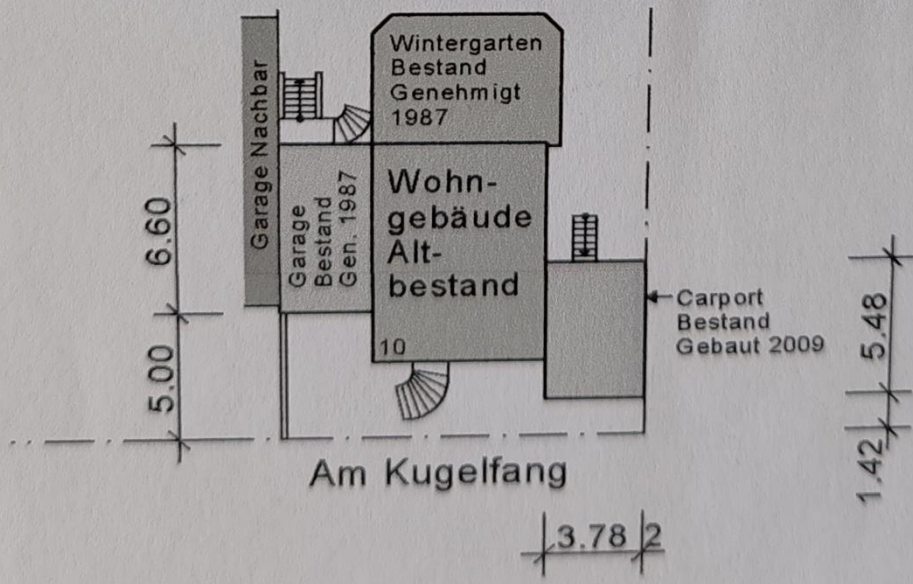 Wintergarten
Bestand
Genehmigt
1987
Garage Nachbar
Garage
Bestand
Gen. 1987
Wohn-
gebäude
Alt-
bestand
10
6.60
5.00
Carport
Bestand
Gebaut 2009
5.48
1.42
Am Kugelfang
3.78 2